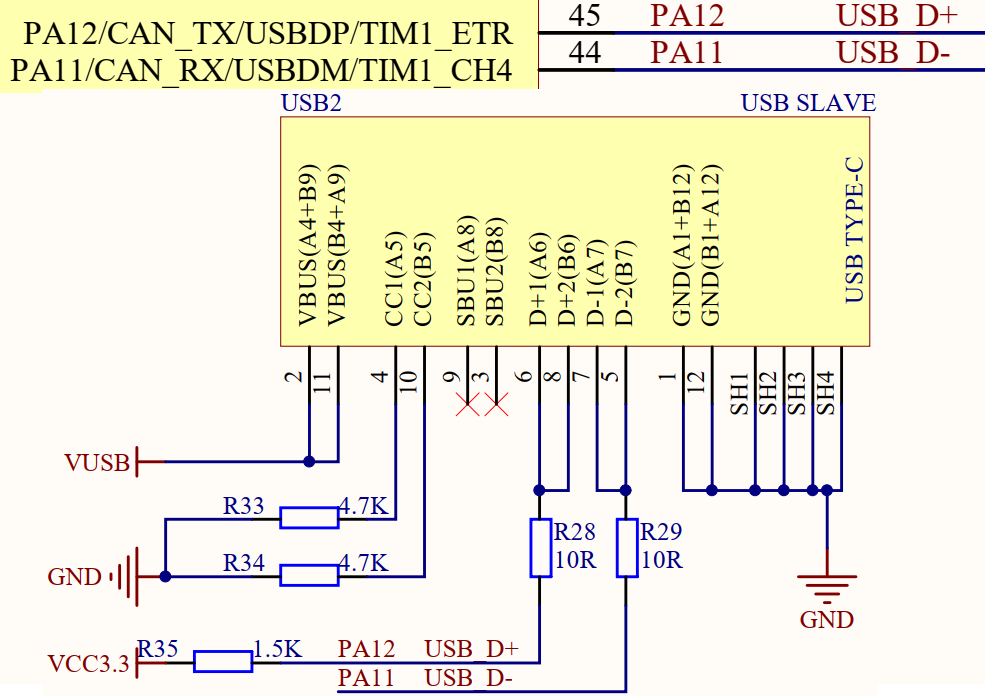 45 PA12 USB_D+
PA12/CAN_TX/USBDP/TIM1_ETR
44 PA11 USB_D-
PA11/CAN_RX/USBDM/TIM1_CH4
USB2 USB SLAVE
VBUS(A4+B9)
VBUS(B4+A9)
CC1(A5)
CC2(B5)
SBU1(A8)
SBU2(B8)
D+1(A6)
D+2(B6)
D-1(A7)
D-2(B7)
GND(A1+B12)
GND(B1+A12)
USB TYPE-C
2 11 4 10 9 3 6 8 7 5 1 12 SH1 SH2 SH3 SH4
VUSB
R33 4.7K
R28 R29
10R 10R
R34 4.7K
GND
GND
R35 1.5K PA12 USB_D+
VCC3.3
PA11 USB_D-